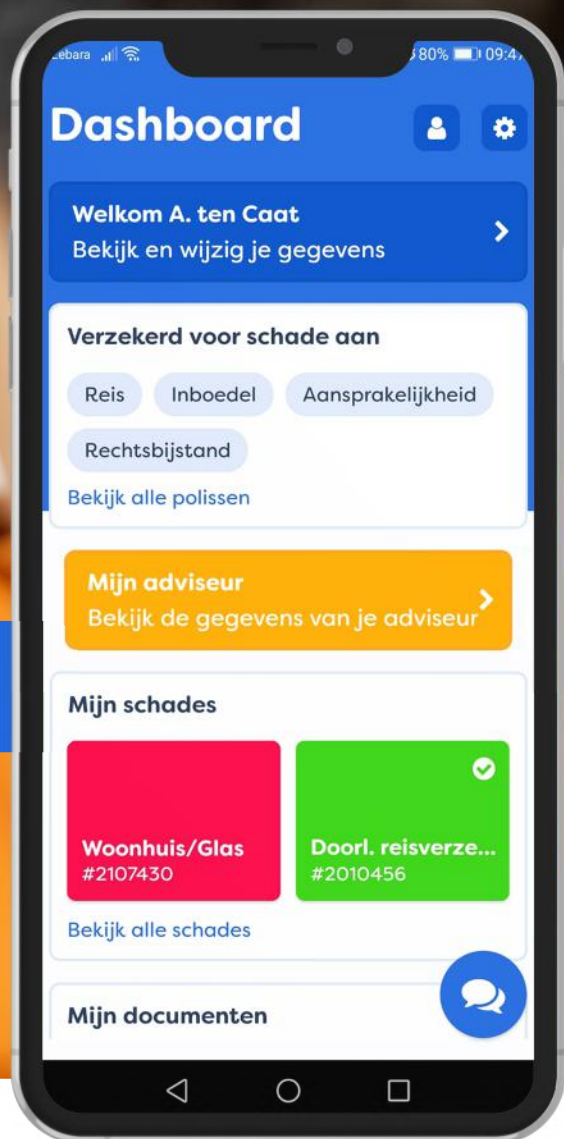 80% 09:47
Dashboard
Welkom A. ten Caat
Bekijk en wijzig je gegevens
Verzekerd voor schade aan
Reis Inboedel Aansprakelijkheid
Rechtsbijstand
Bekijk alle polissen
Mijn adviseur
Bekijk de gegevens van je adviseur
Mijn schades
Woonhuis/Glas
#2107430
Doorl. reisverze...
#2010456
Bekijk alle schades
Mijn documenten